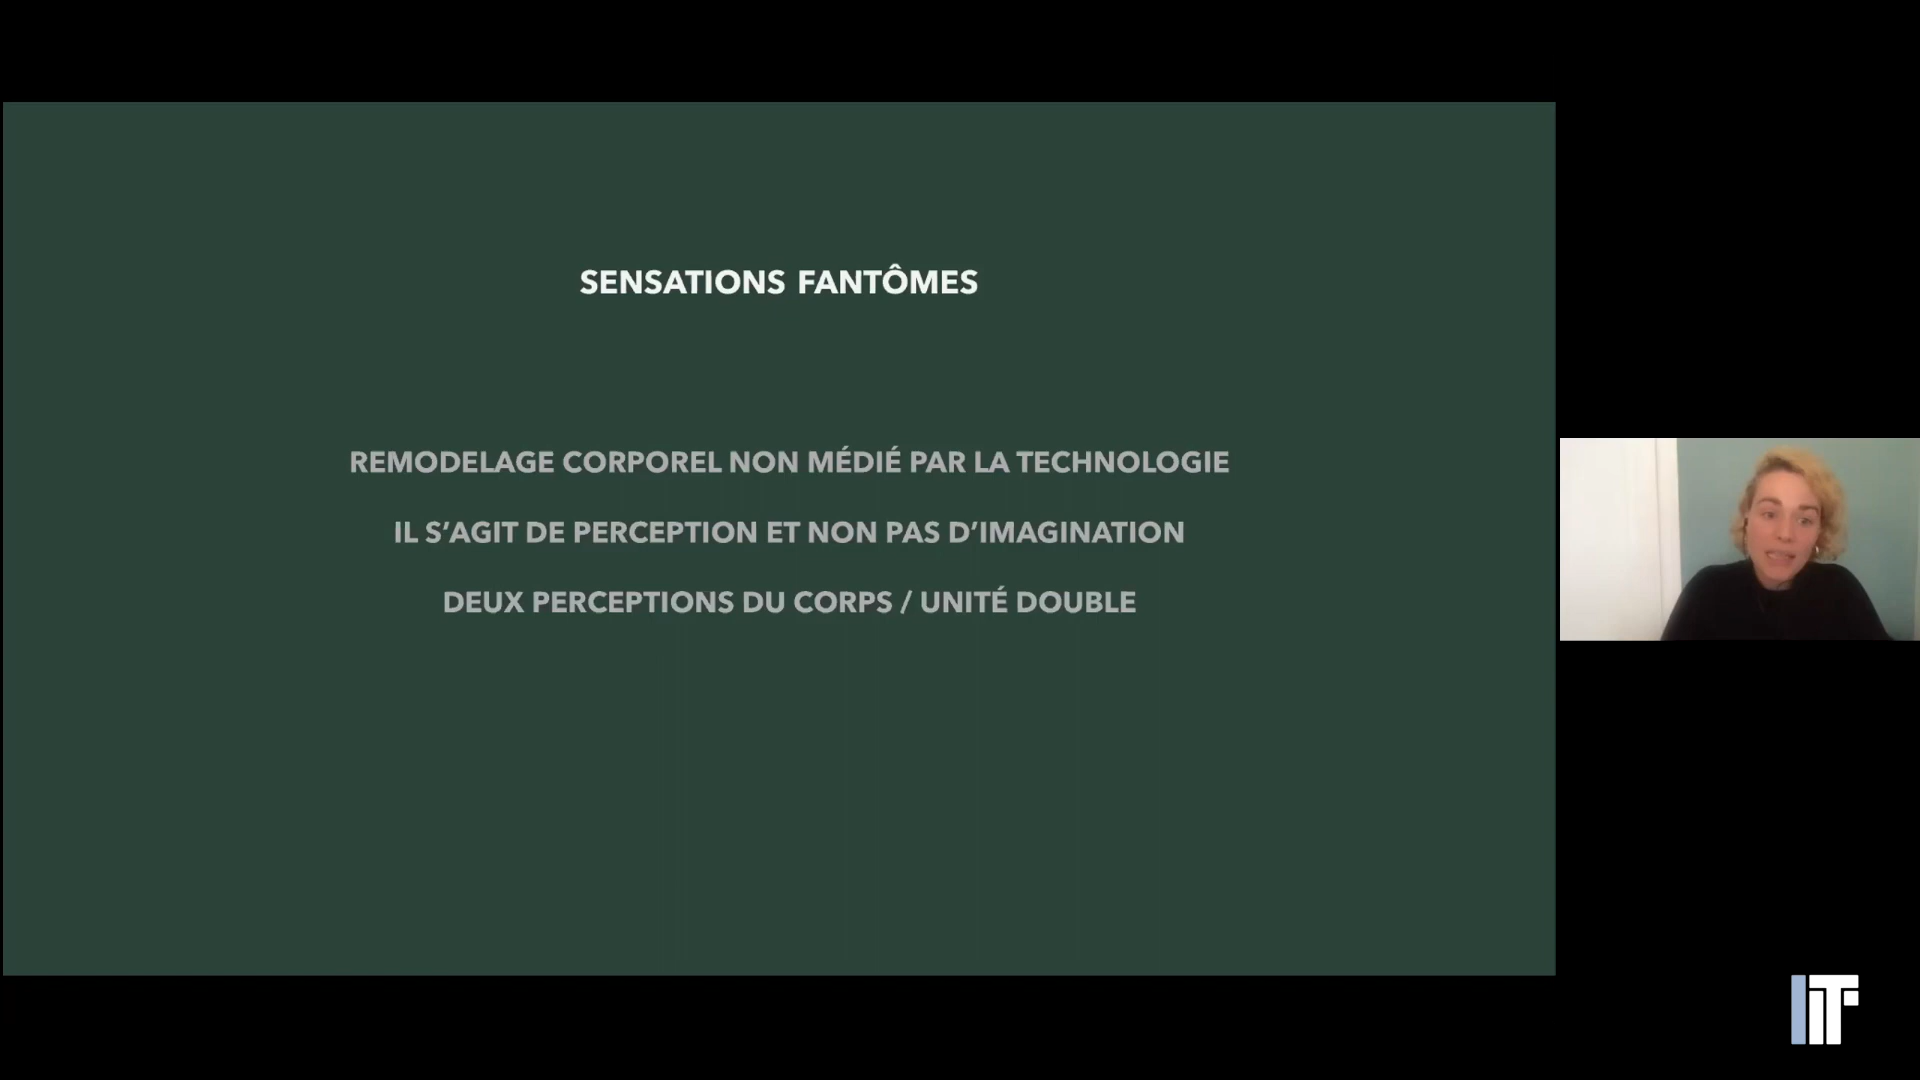 SENSATIONS FANTÔMES
REMODELAGE CORPOREL NON MÉDIÉ PAR LA TECHNOLOGIE
IL S’AGIT DE PERCEPTION ET NON PAS D’IMAGINATION
DEUX PERCEPTIONS DU CORPS / UNITÉ DOUBLE